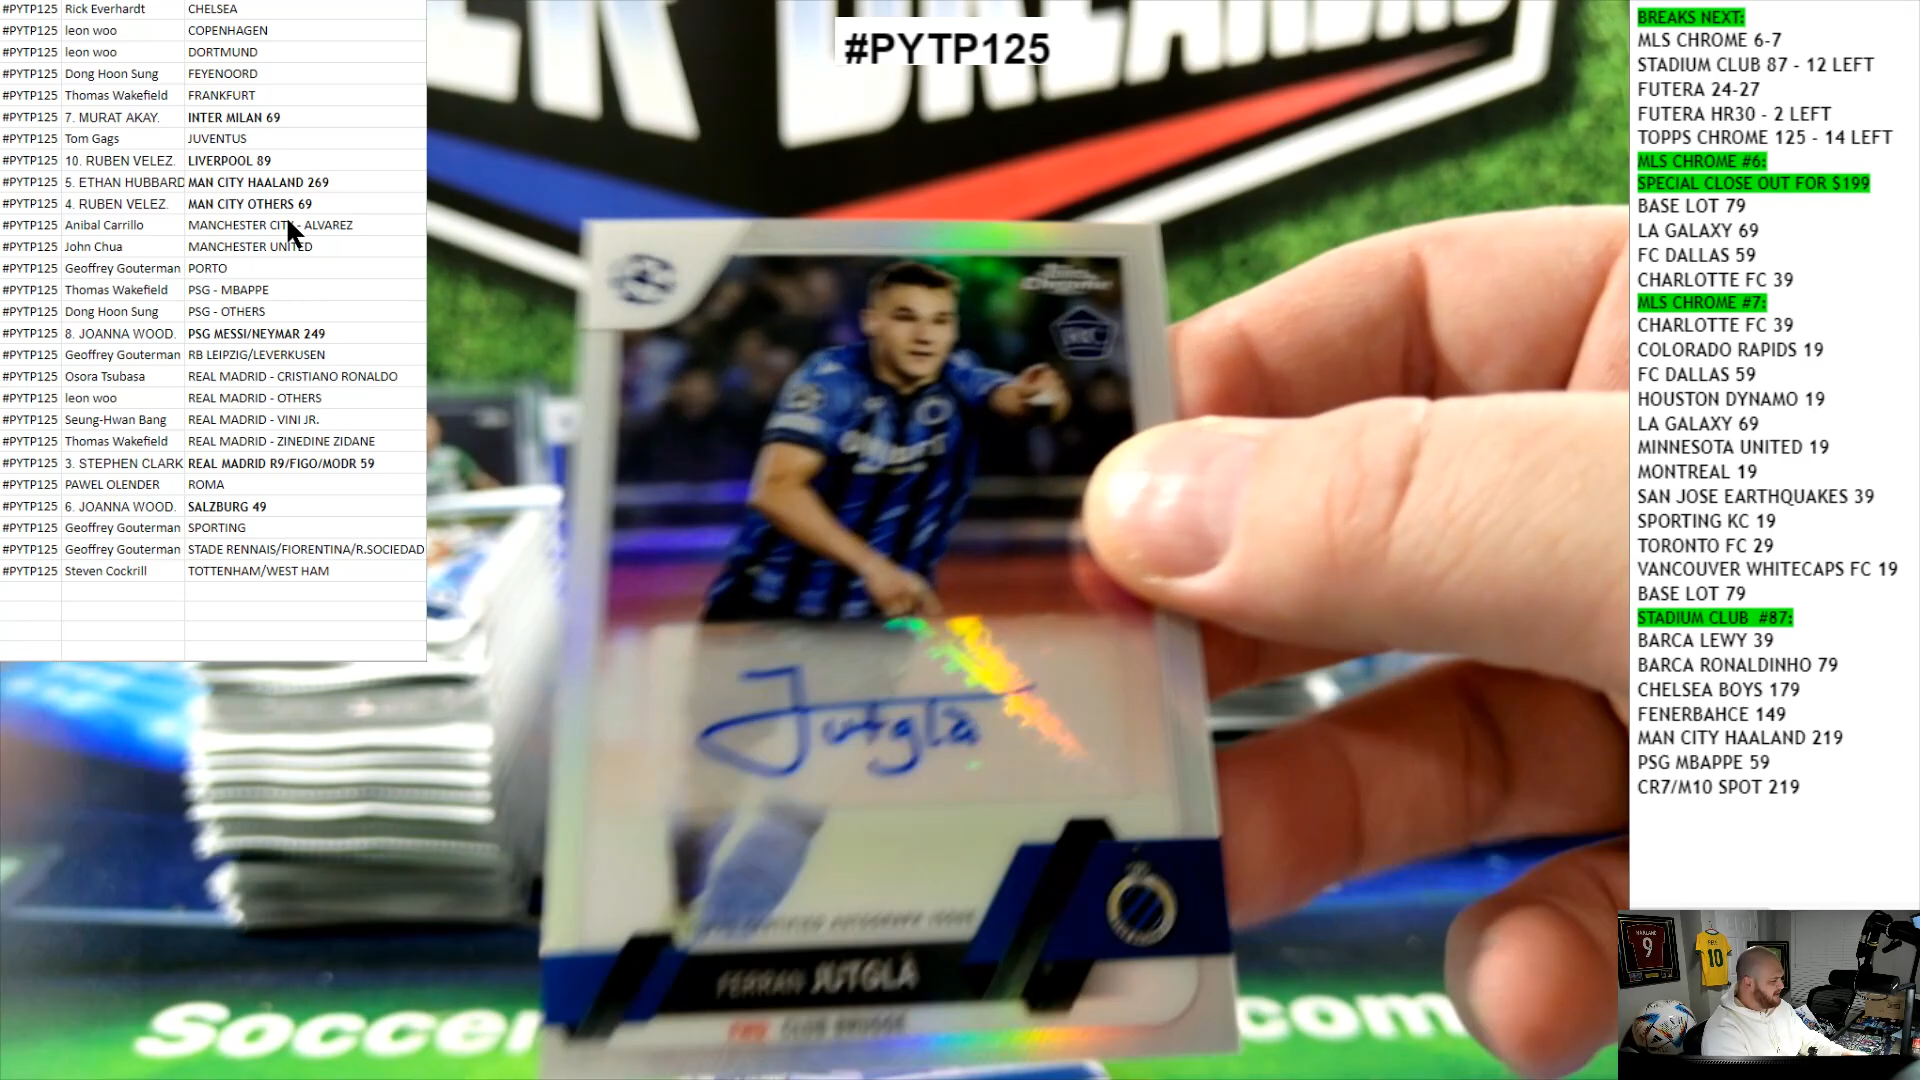 #PYTP125 Rick Everhardt CHELSEA
#PYTP125 leon woo COPENHAGEN
#PYTP125 leon woo DORTMUND
#PYTP125 Dong Hoon Sung FEYENOORD
#PYTP125 Thomas Wakefield FRANKFURT
#PYTP125 7. MURAT AKAY. INTER MILAN 69
#PYTP125 Tom Gags JUVENTUS
#PYTP125 10. RUBEN VELEZ. LIVERPOOL 89
#PYTP125 5. ETHAN HUBBARD MAN CITY HAALAND 269
#PYTP125 4. RUBEN VELEZ. MAN CITY OTHERS 69
#PYTP125 Anibal Carrillo MANCHESTER CITY - ALVAREZ
#PYTP125 John Chua MANCHESTER UNITED
#PYTP125 Geoffrey Gouterman PORTO
#PYTP125 Thomas Wakefield PSG - MBAPPE
#PYTP125 Dong Hoon Sung PSG - OTHERS
#PYTP125 8. JOANNA WOOD. PSG MESSI/NEYMAR 249
#PYTP125 Geoffrey Gouterman RB LEIPZIG/LEVERKUSEN
#PYTP125 Osora Tsubasa REAL MADRID - CRISTIANO RONALDO
#PYTP125 leon woo REAL MADRID - OTHERS
#PYTP125 Seung-Hwan Bang REAL MADRID - VINI JR.
#PYTP125 Thomas Wakefield REAL MADRID - ZINEDINE ZIDANE
#PYTP125 3. STEPHEN CLARK REAL MADRID R9/FIGO/MODR 59
#PYTP125 PAWEL OLENDER ROMA
#PYTP125 6. JOANNA WOOD. SALZBURG 49
#PYTP125 Geoffrey Gouterman SPORTING
#PYTP125 Geoffrey Gouterman STADE RENNAIS/FIORENTINA/R.SOCIEDAD
#PYTP125 Steven Cockrill TOTTENHAM/WEST HAM
#PYTP125
Topps
Chrome
RC
Jutgla
TOPPS CERTIFIED AUTOGRAPH ISSUE
FERRAN JUTGLÀ
FWD CLUB BRUGGE
Soccer
com
BREAKS NEXT:
MLS CHROME 6-7
STADIUM CLUB 87 - 12 LEFT
FUTERA 24-27
FUTERA HR30 - 2 LEFT
TOPPS CHROME 125 - 14 LEFT
MLS CHROME #6:
SPECIAL CLOSE OUT FOR $199
BASE LOT 79
LA GALAXY 69
FC DALLAS 59
CHARLOTTE FC 39
MLS CHROME #7:
CHARLOTTE FC 39
COLORADO RAPIDS 19
FC DALLAS 59
HOUSTON DYNAMO 19
LA GALAXY 69
MINNESOTA UNITED 19
MONTREAL 19
SAN JOSE EARTHQUAKES 39
SPORTING KC 19
TORONTO FC 29
VANCOUVER WHITECAPS FC 19
BASE LOT 79
STADIUM CLUB #87:
BARCA LEWY 39
BARCA RONALDINHO 79
CHELSEA BOYS 179
FENERBAHCE 149
MAN CITY HAALAND 219
PSG MBAPPE 59
CR7/M10 SPOT 219
HAALAND
9
10